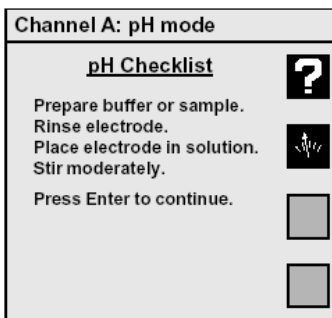 Channel A: pH mode
pH Checklist
?
Prepare buffer or sample.
Rinse electrode.
Place electrode in solution.
Stir moderately.
Press Enter to continue.